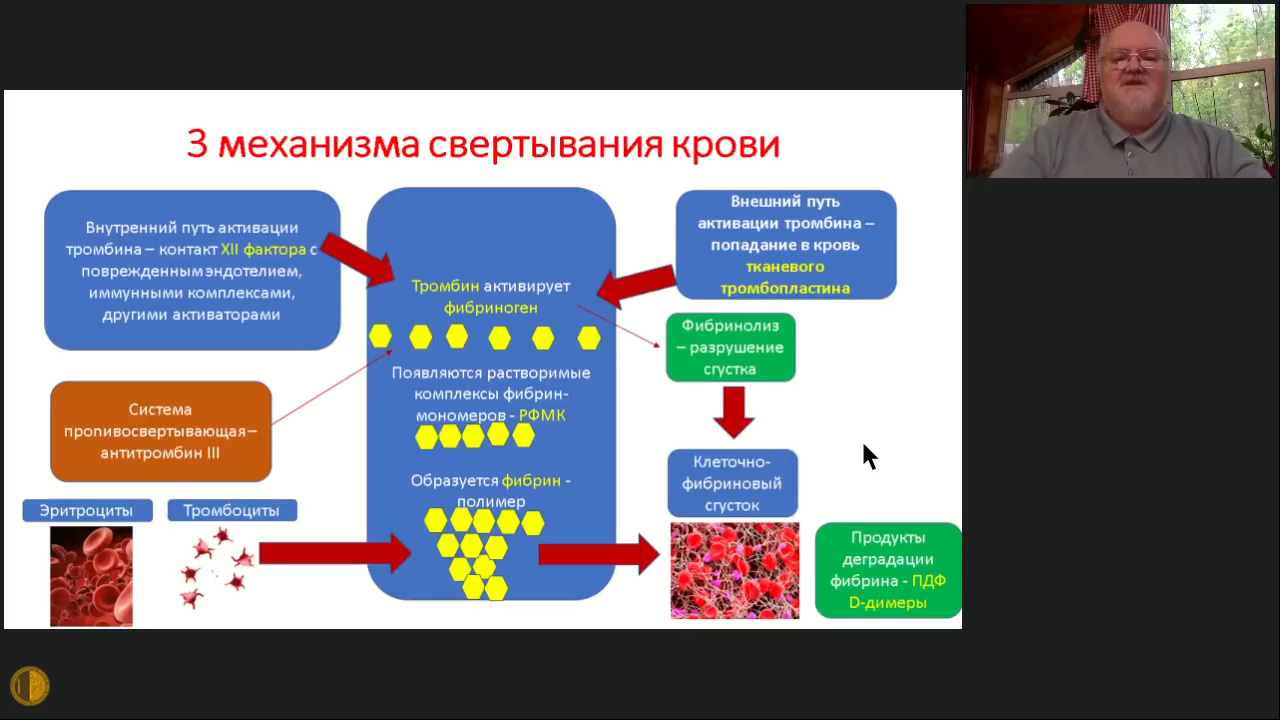 3 механизма свертывания крови
Внутренний путь активации
тромбина – контакт XII фактора с
поврежденным эндотелием,
иммунными комплексами,
другими активаторами
Тромбин активирует
фибриноген
Внешний путь
активации тромбина –
попадание в кровь
тканевого
тромбопластина
Фибринолиз
– разрушение
сгустка
Появляются растворимые
комплексы фибрин-
мономеров - РФМК
Система
противосвертывающая –
антитромбин III
Образуется фибрин -
полимер
Клеточно-
фибриновый
сгусток
Эритроциты
Тромбоциты
Продукты
деградации
фибрина - ПДФ
D-димеры